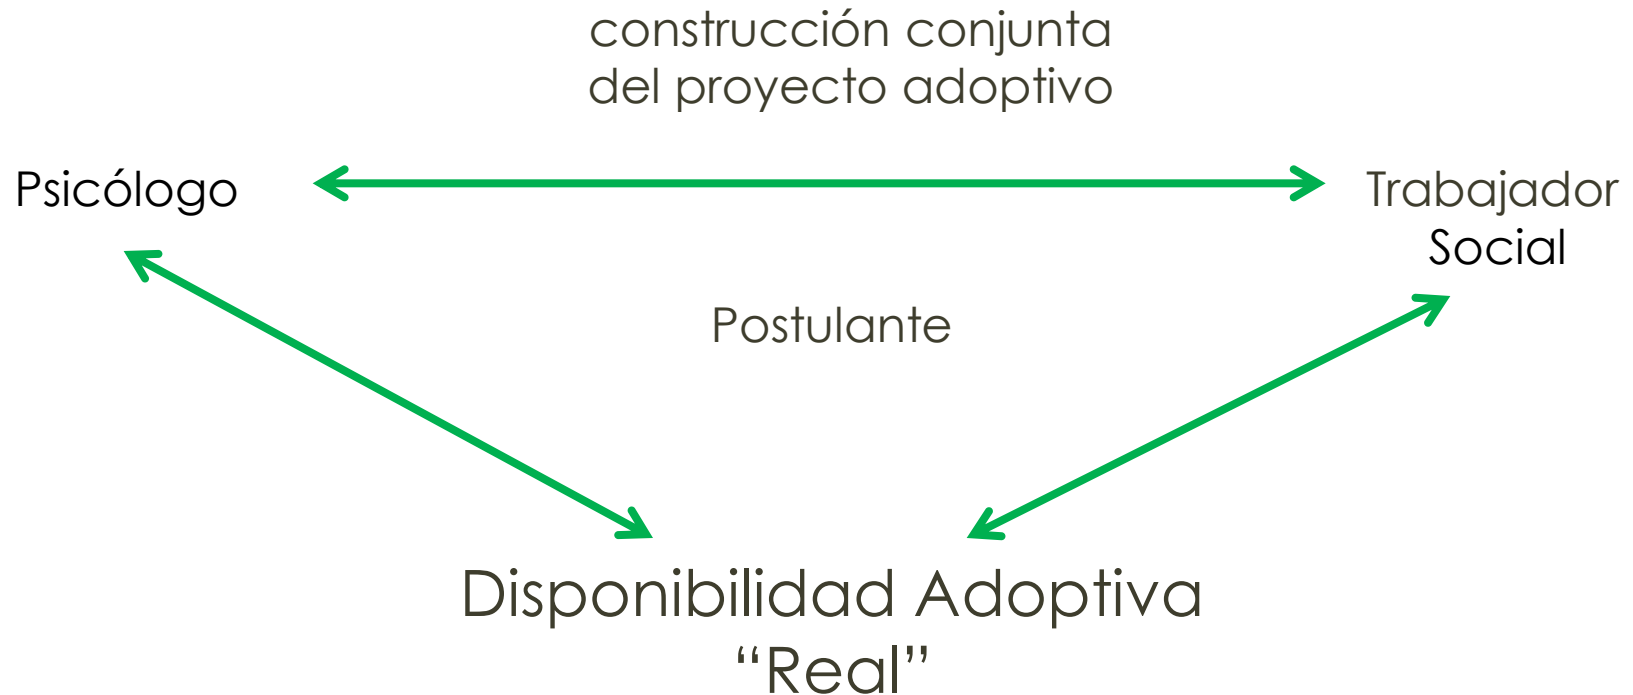 construcción conjunta
del proyecto adoptivo
Psicólogo
Trabajador
Social
Postulante
Disponibilidad Adoptiva
“Real”